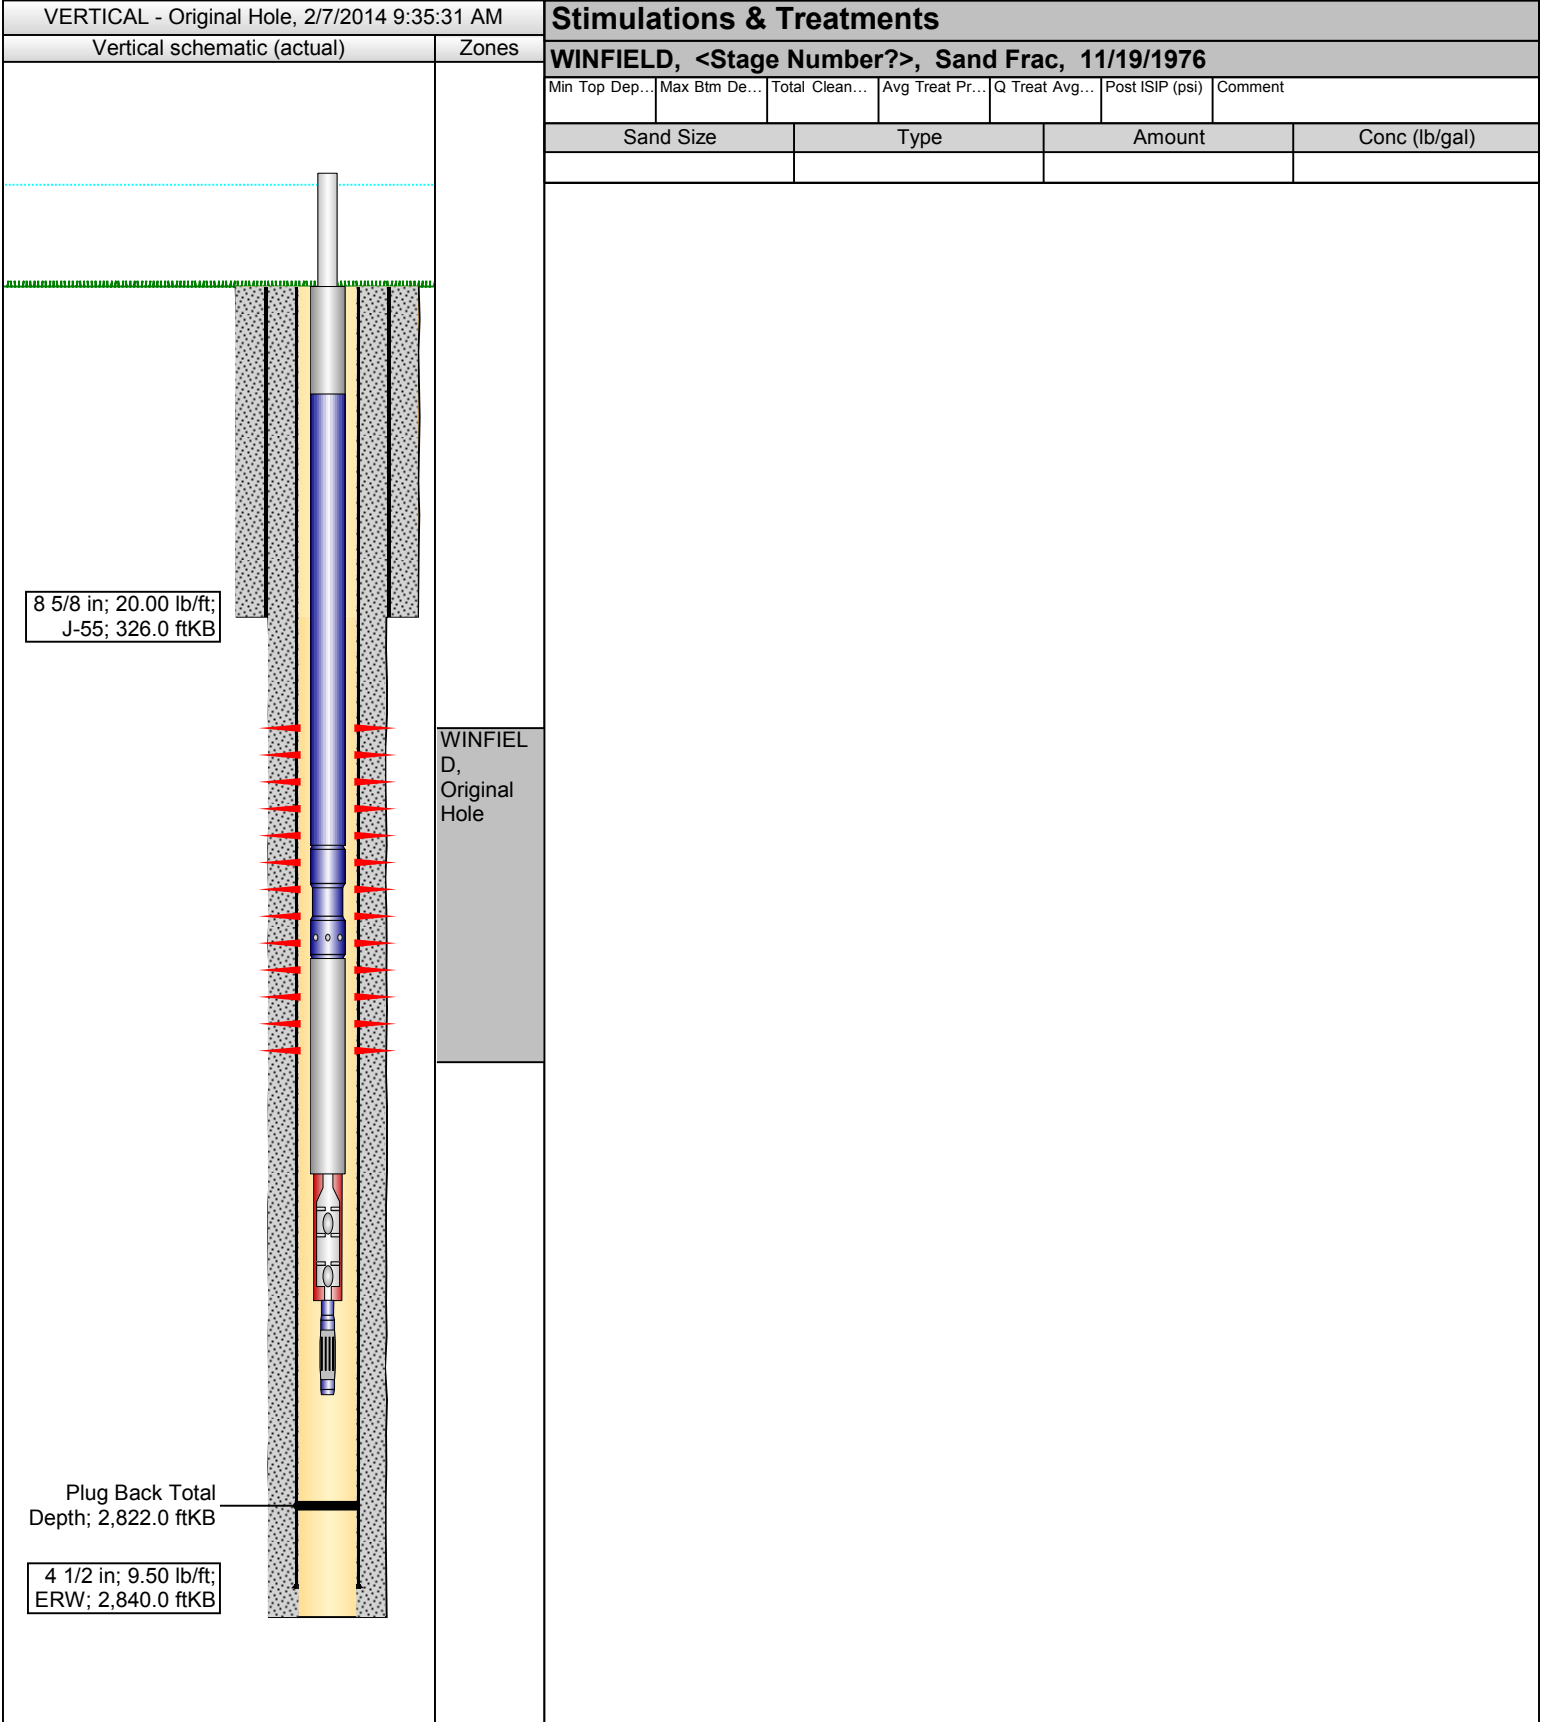 VERTICAL - Original Hole, 2/7/2014 9:35:31 AM
Vertical schematic (actual)
Zones
8 5/8 in; 20.00 lb/ft;
J-55; 326.0 ftKB
WINFIEL
D,
Original
Hole
Plug Back Total
Depth; 2,822.0 ftKB
4 1/2 in; 9.50 lb/ft;
ERW; 2,840.0 ftKB
Stimulations & Treatments
WINFIELD, <Stage Number?>, Sand Frac, 11/19/1976
Min Top Dep... Max Btm De... Total Clean... Avg Treat Pr... Q Treat Avg... Post ISIP (psi) Comment
Sand Size Type Amount Conc (lb/gal)